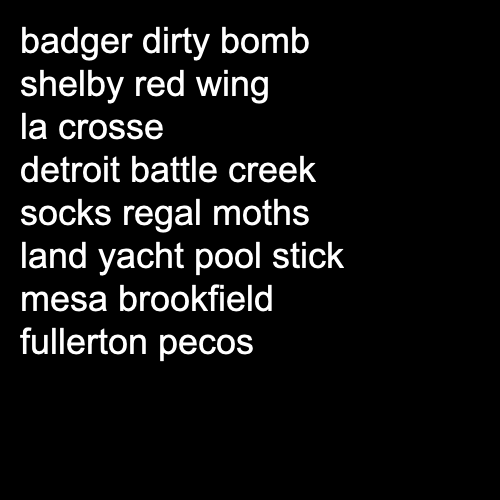 badger dirty bomb
shelby red wing
la crosse
detroit battle creek
socks regal moths
land yacht pool stick
mesa brookfield
fullerton pecos